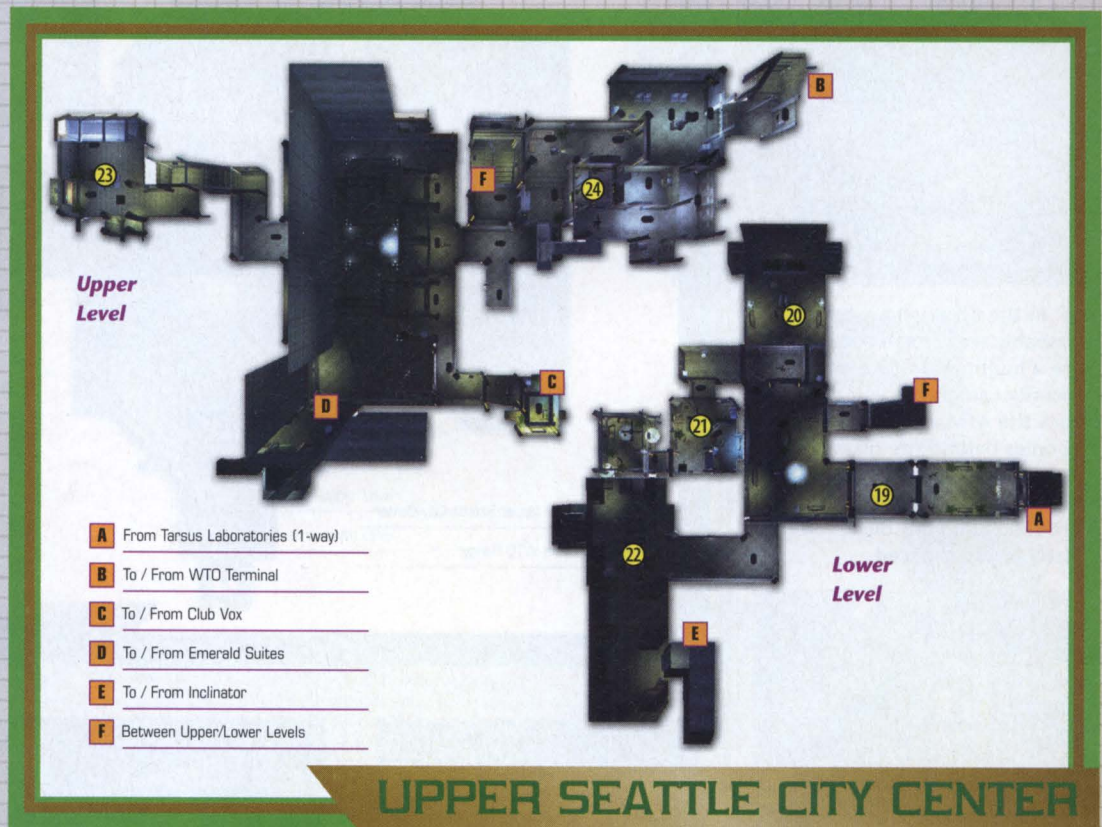 B
23
F
24
Upper
Level
20
C
F
D
21
19
A
22
Lower
Level
E
A From Tarsus Laboratories (1-way)
B To / From WTO Terminal
C To / From Club Vox
D To / From Emerald Suites
E To / From Inclinator
F Between Upper/Lower Levels
UPPER SEATTLE CITY CENTER